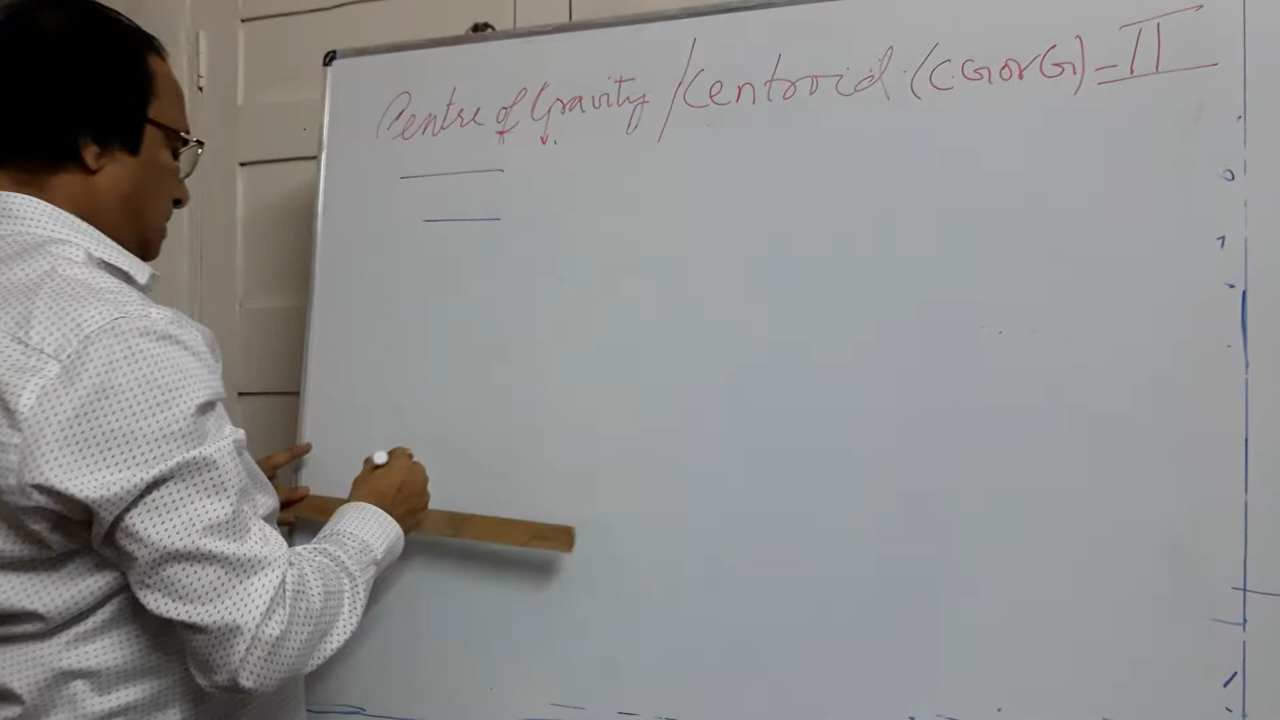 Centre of Gravity / Centroid (C.G or G) - II